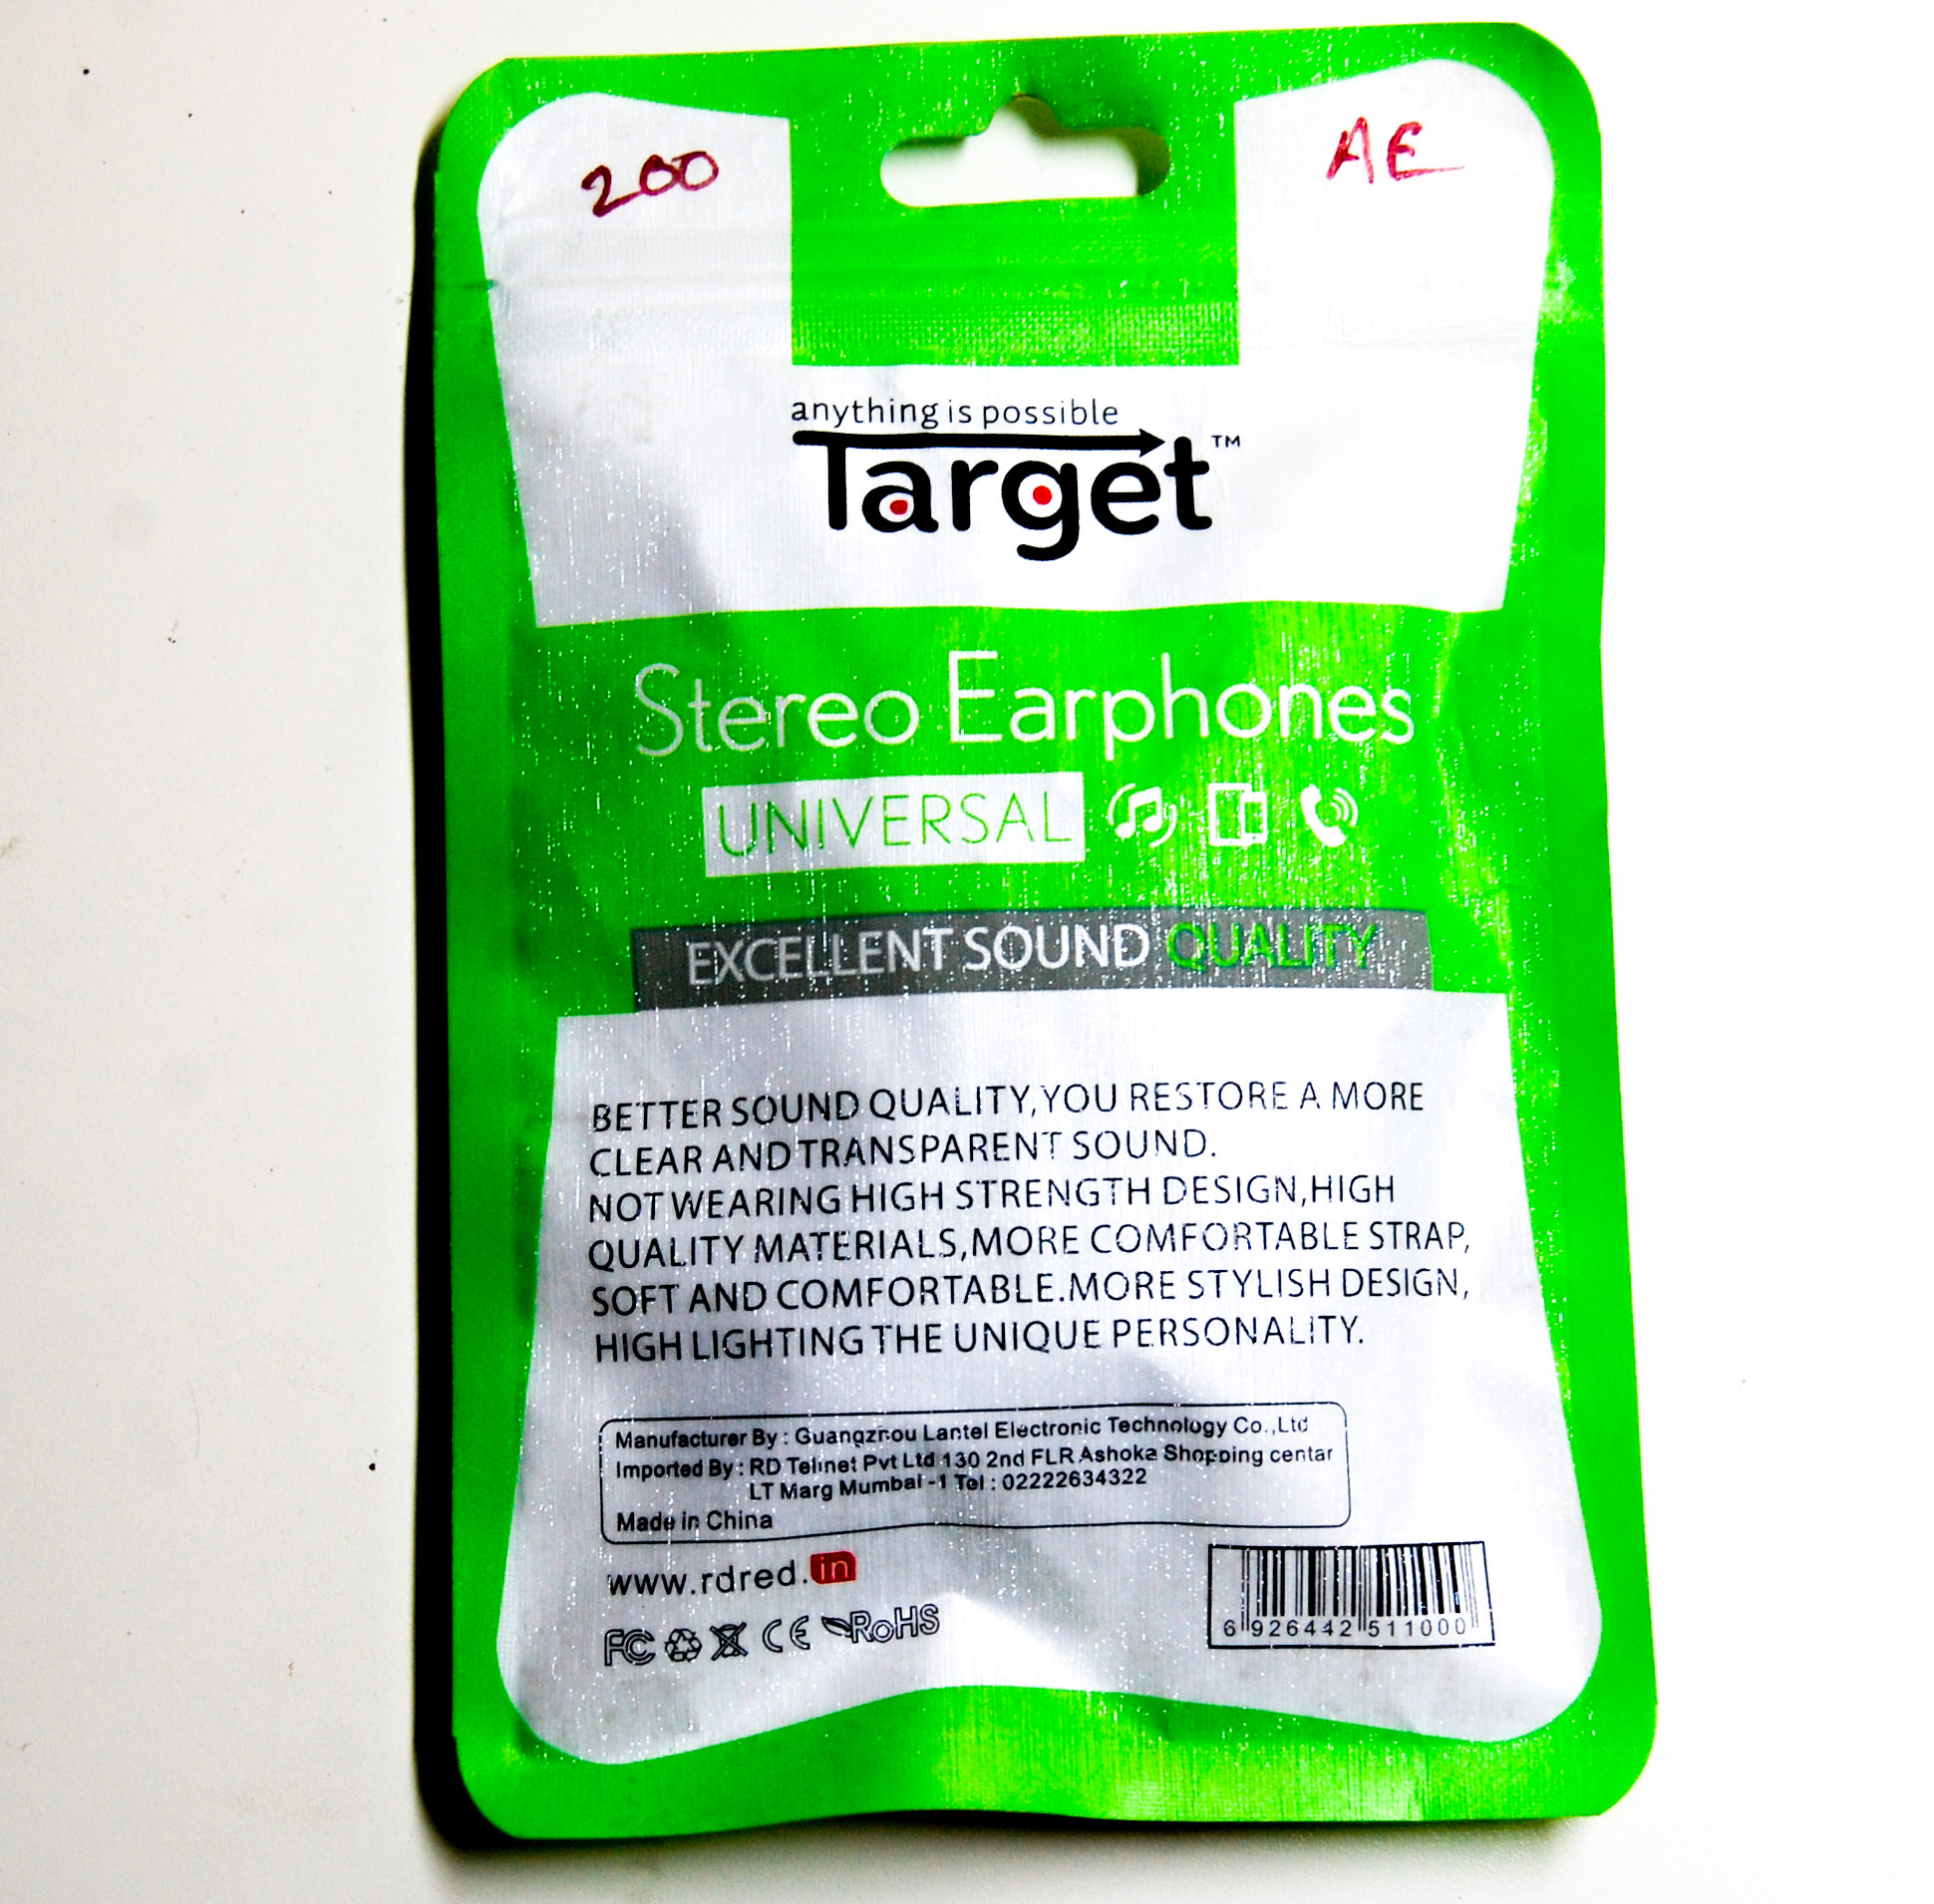 200
AE
anything is possible
Target™
Stereo Earphones
UNIVERSAL
EXCELLENT SOUND QUALITY
BETTER SOUND QUALITY,YOU RESTORE A MORE
CLEAR AND TRANSPARENT SOUND.
NOT WEARING HIGH STRENGTH DESIGN,HIGH
QUALITY MATERIALS,MORE COMFORTABLE STRAP,
SOFT AND COMFORTABLE.MORE STYLISH DESIGN,
HIGH LIGHTING THE UNIQUE PERSONALITY.
Manufacturer By : Guangzhou Lantel Electronic Technology Co.,Ltd
Imported By : RD Telinet Pvt Ltd 130 2nd FLR Ashoka Shopping centar
LT Marg Mumbai -1 Tel : 02222634322
Made in China
www.rdred.in
FC CE RoHS
6 926442 511000